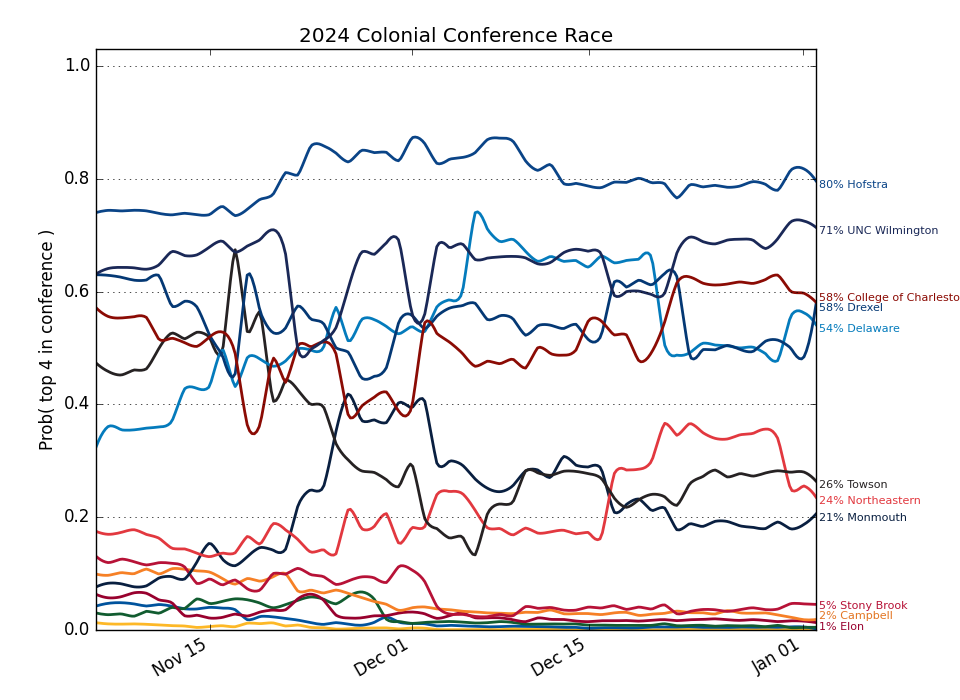 2024 Colonial Conference Race
Prob( top 4 in conference )
1.0
0.8
0.6
0.4
0.2
0.0
80% Hofstra
71% UNC Wilmington
58% College of Charlesto
58% Drexel
54% Delaware
26% Towson
24% Northeastern
21% Monmouth
5% Stony Brook
2% Campbell
1% Elon
Nov 15
Dec 01
Dec 15
Jan 01